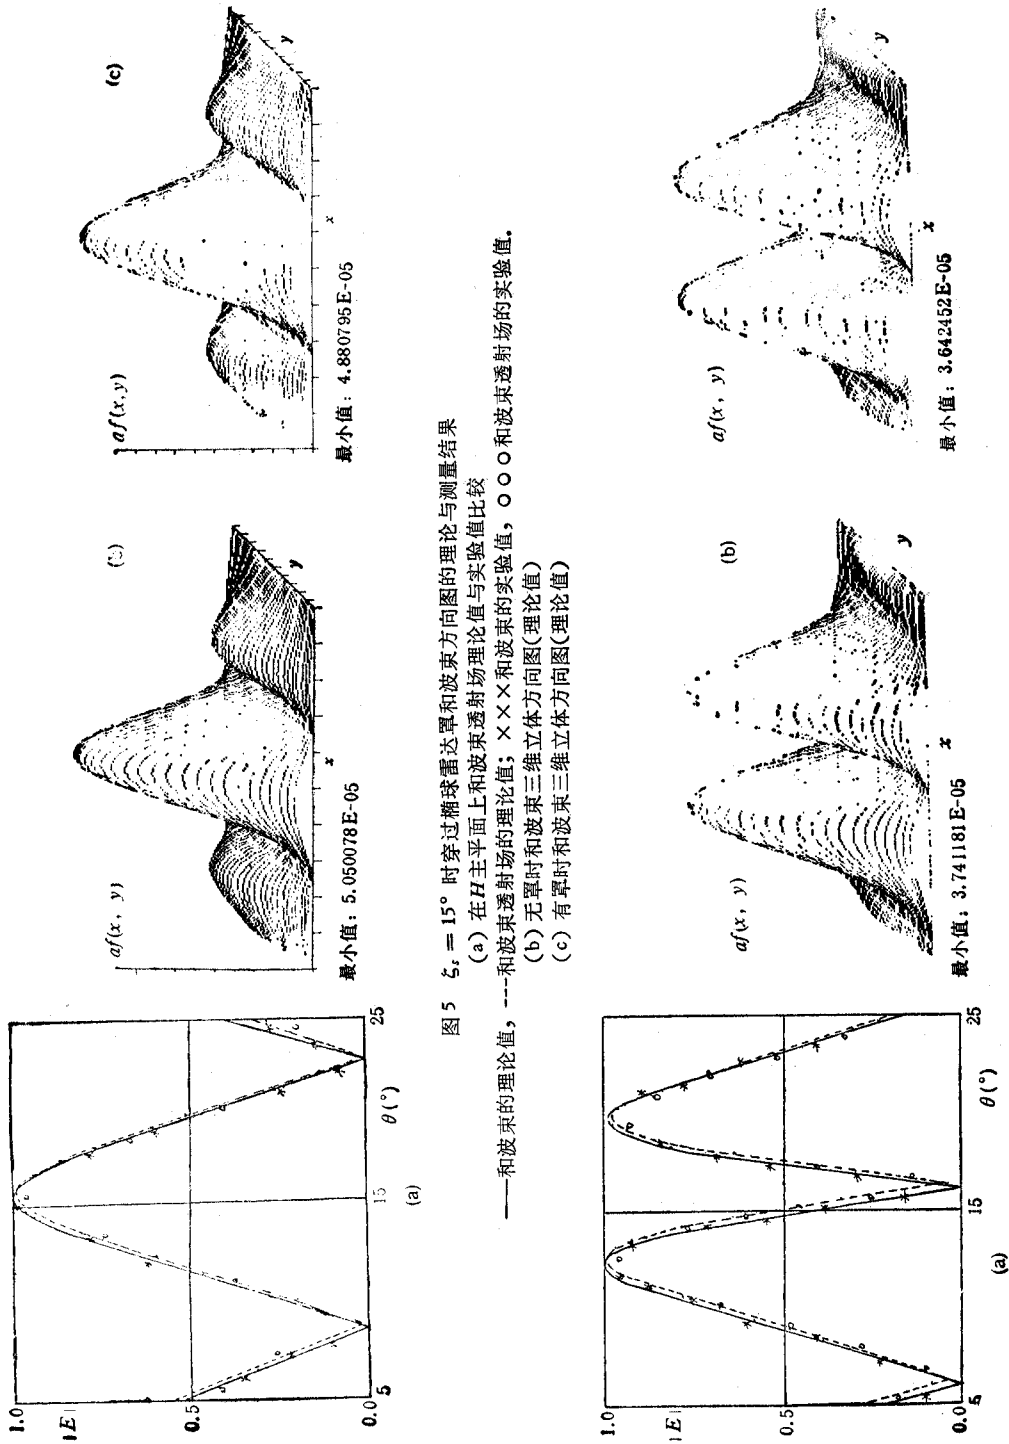 1.0
|E|
0.5
0.0
5
15
25
θ(°)
(a)
af(x, y)
x
y
最小值: 5.050078E-05
af(x,y)
(c)
x
y
最小值: 4.880795E-05
图5 ζs = 15° 时穿过椭球雷达罩和波束方向图的理论与测量结果
(a) 在H主平面上和波束透射场理论值与实验值比较
——和波束的理论值, ---和波束透射场的理论值; ×××和波束的实验值, ○○○和波束透射场的实验值.
(b) 无罩时和波束三维立体方向图(理论值)
(c) 有罩时和波束三维立体方向图(理论值)
1.0
|E|
0.5
0.0
5
15
25
θ(°)
(a)
af(x, y)
(b)
x
y
最小值: 3.741181E-05
af(x, y)
x
y
最小值: 3.642452E-05